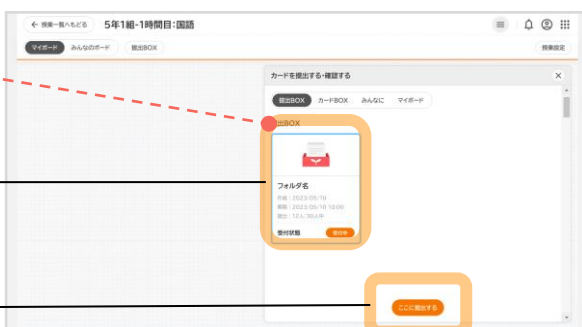 ← 授業一覧へもどる 5年1組-1時間目:国語
マイボード みんなのボード 提出BOX 授業設定
カードを提出する・確認する ×
提出BOX カードBOX みんなに マイボード
出BOX
フォルダ名
作成：2023/05/10
期限：2023/05/10 12:00
提出：12人/30人中
受付状態 受付中
ここに提出する